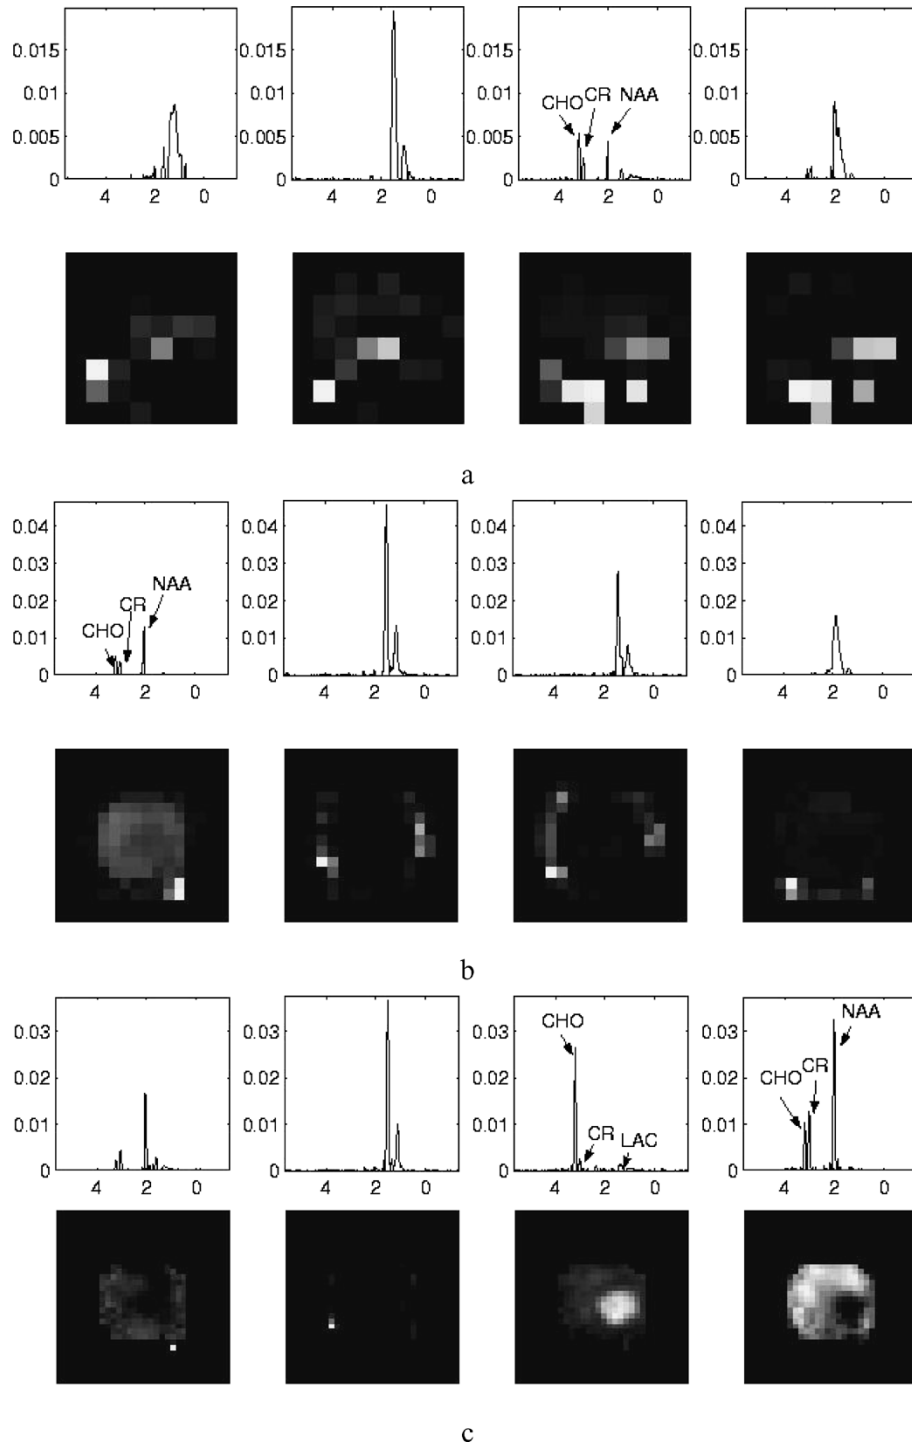 0.015 0.015 0.015 0.015
CHO CR NAA
0.01 0.01 0.01 0.01
0.005 0.005 0.005 0.005
0 0 0 0
4 2 0 4 2 0 4 2 0 4 2 0
a
0.04 0.04 0.04 0.04
0.03 0.03 0.03 0.03
NAA
0.02 0.02 0.02 0.02
CR
CHO
0.01 0.01 0.01 0.01
0 0 0 0
4 2 0 4 2 0 4 2 0 4 2 0
b
CHO NAA
0.03 0.03 0.03 0.03
CR
CHO
0.02 0.02 0.02 0.02
CR LAC
0.01 0.01 0.01 0.01
0 0 0 0
4 2 0 4 2 0 4 2 0 4 2 0
c